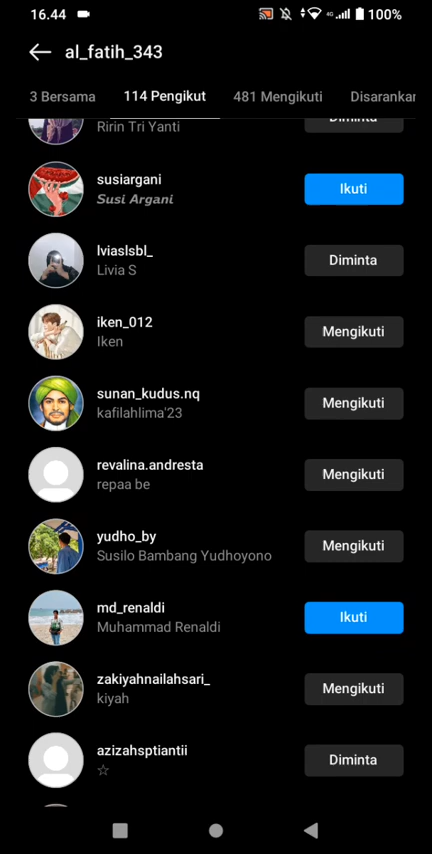 16.44
4G
100%
al_fatih_343
3 Bersama
114 Pengikut
481 Mengikuti
Disarankan
Ririn Tri Yanti
Diminta
susiargani
Susi Argani
Ikuti
lviaslsbl_
Livia S
Diminta
iken_012
Iken
Mengikuti
sunan_kudus.nq
kafilahlima'23
Mengikuti
revalina.andresta
repaa be
Mengikuti
yudho_by
Susilo Bambang Yudhoyono
Mengikuti
md_renaldi
Muhammad Renaldi
Ikuti
zakiyahnailahsari_
kiyah
Mengikuti
azizahsptiantii
☆
Diminta